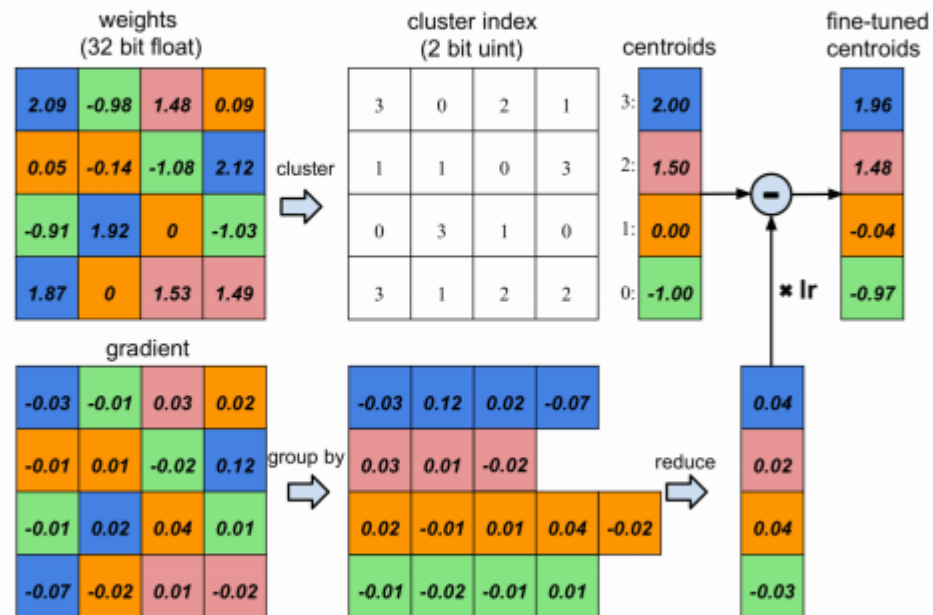 weights
(32 bit float)
cluster index
(2 bit uint)
centroids
fine-tuned
centroids
2.09 -0.98 1.48 0.09
3 0 2 1
3: 2.00
1.96
0.05 -0.14 -1.08 2.12
cluster
1 1 0 3
2: 1.50
1.48
-0.91 1.92 0 -1.03
0 3 1 0
1: 0.00
-0.04
1.87 0 1.53 1.49
3 1 2 2
0: -1.00
-0.97
-
× lr
gradient
-0.03 -0.01 0.03 0.02
-0.03 0.12 0.02 -0.07
0.04
-0.01 0.01 -0.02 0.12
group by
0.03 0.01 -0.02
reduce
0.02
-0.01 0.02 0.04 0.01
0.02 -0.01 0.01 0.04 -0.02
0.04
-0.07 -0.02 0.01 -0.02
-0.01 -0.02 -0.01 0.01
-0.03